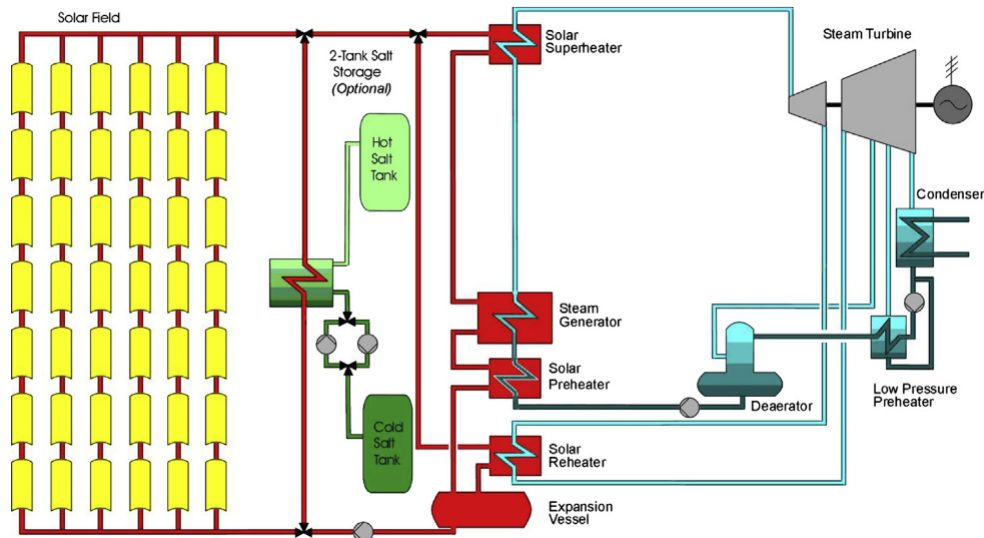 Solar Field
2-Tank Salt
Storage
(Optional)
Hot
Salt
Tank
Cold
Salt
Tank
Solar
Superheater
Steam
Generator
Solar
Preheater
Solar
Reheater
Expansion
Vessel
Steam Turbine
Condenser
Low Pressure
Preheater
Deaerator